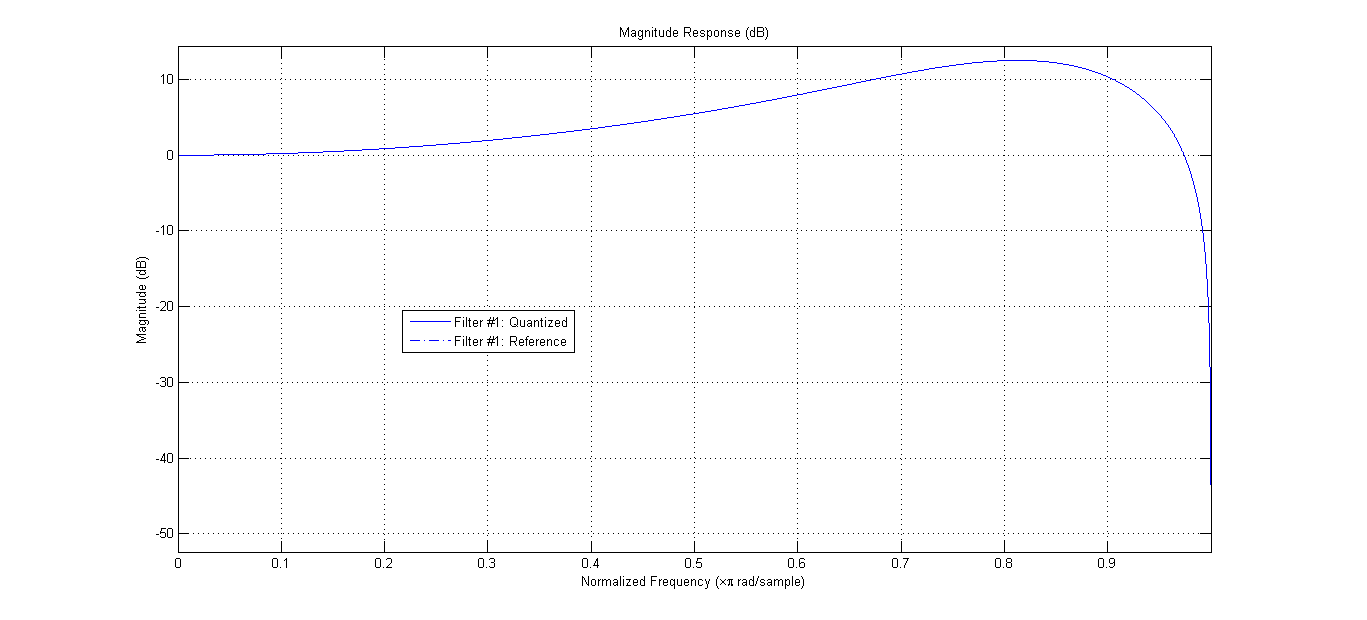 Magnitude Response (dB)
10
0
-10
-20
-30
-40
-50
Magnitude (dB)
Filter #1: Quantized
Filter #1: Reference
0 0.1 0.2 0.3 0.4 0.5 0.6 0.7 0.8 0.9
Normalized Frequency (×π rad/sample)